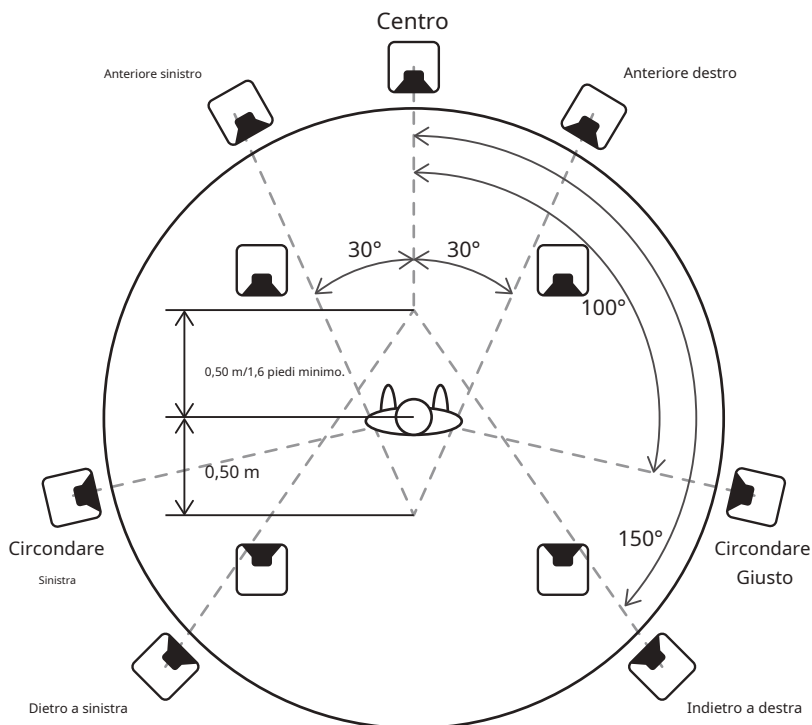 Centro
Anteriore sinistro
Anteriore destro
30°
30°
100°
0,50 m/1,6 piedi minimo.
0,50 m
150°
Circondare
Sinistra
Circondare
Giusto
Dietro a sinistra
Indietro a destra